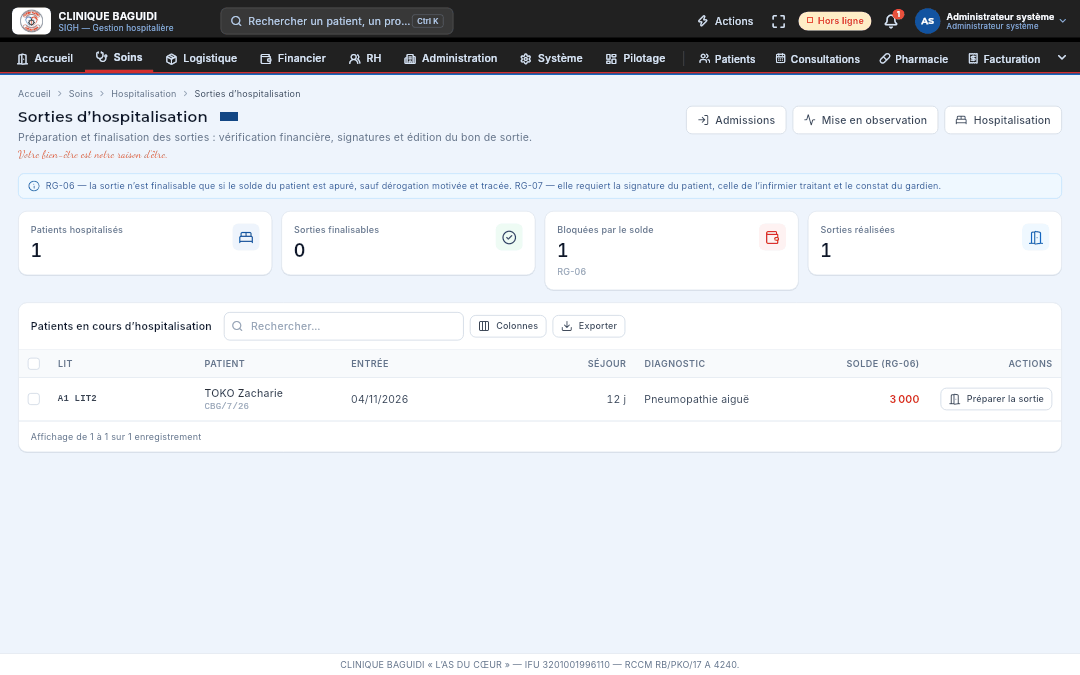 CLINIQUE BAGUIDI
SIGH — Gestion hospitalière
Rechercher un patient, un pro... Ctrl K
Actions
Hors ligne
1
AS
Administrateur système
Administrateur système
Accueil Soins Logistique Financier RH Administration Système Pilotage Patients Consultations Pharmacie Facturation
Accueil > Soins > Hospitalisation > Sorties d’hospitalisation
Sorties d’hospitalisation
Préparation et finalisation des sorties : vérification financière, signatures et édition du bon de sortie.
Votre bien-être est notre raison d’être.
Admissions Mise en observation Hospitalisation
RG-06 — la sortie n’est finalisable que si le solde du patient est apuré, sauf dérogation motivée et tracée. RG-07 — elle requiert la signature du patient, celle de l’infirmier traitant et le constat du gardien.
Patients hospitalisés
1
Sorties finalisables
0
Bloquées par le solde
1
RG-06
Sorties réalisées
1
Patients en cours d’hospitalisation Rechercher... Colonnes Exporter
LIT PATIENT ENTRÉE SÉJOUR DIAGNOSTIC SOLDE (RG-06) ACTIONS
A1 LIT2 TOKO Zacharie 04/11/2026 12 j Pneumopathie aiguë 3 000 Préparer la sortie
CBG/7/26
Affichage de 1 à 1 sur 1 enregistrement
CLINIQUE BAGUIDI « L’AS DU CŒUR » — IFU 3201001996110 — RCCM RB/PKO/17 A 4240.